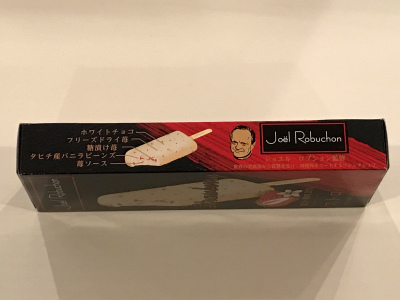 ホワイトチョコ
フリーズドライ苺
糖漬け苺
タヒチ産バニラビーンズ
苺ソース
Joël Robuchon
ジョエル・ロブション監修
Joël Robuchon